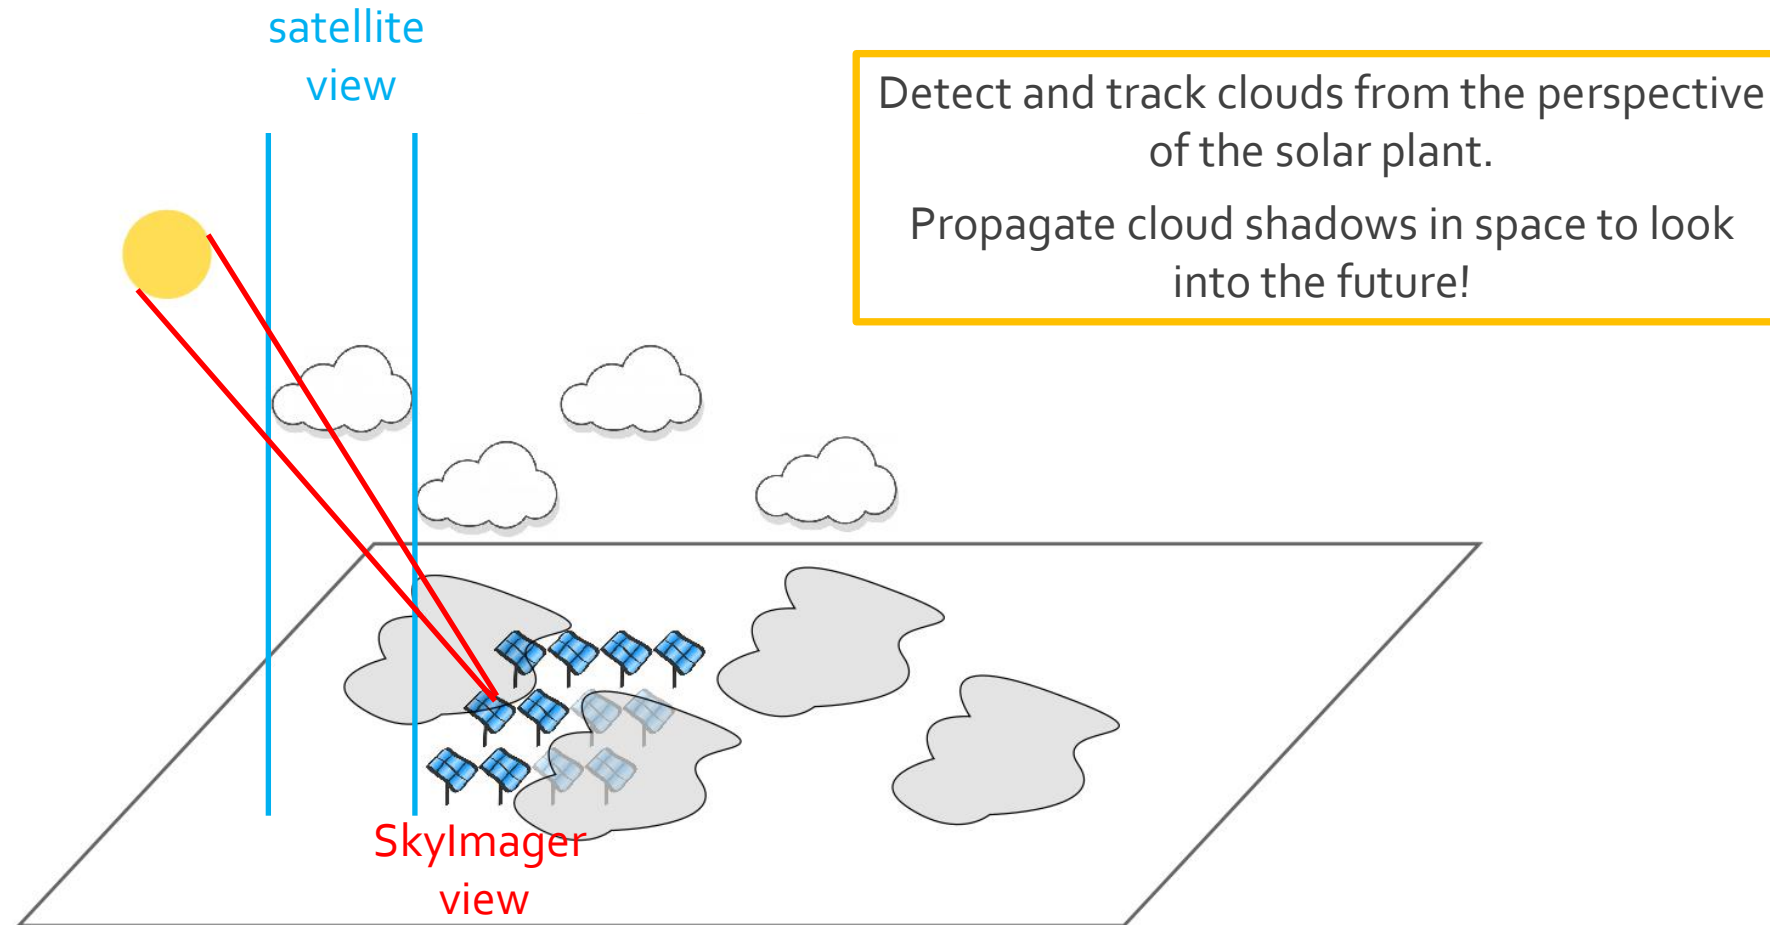 satellite
view
Detect and track clouds from the perspective
of the solar plant.
Propagate cloud shadows in space to look
into the future!
SkyImager
view